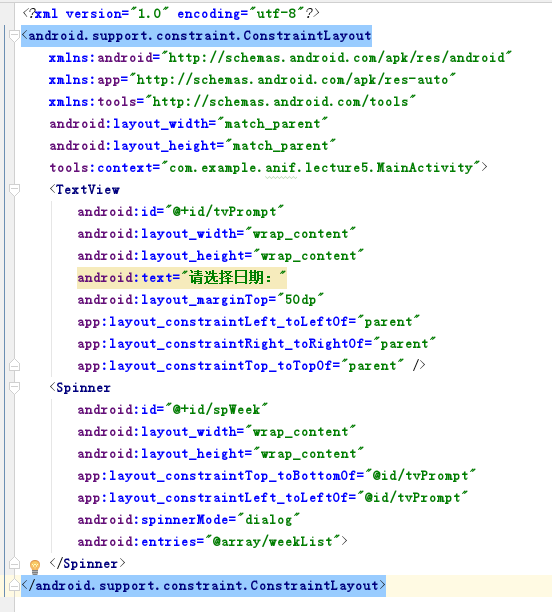 <?xml version="1.0" encoding="utf-8"?>
<android.support.constraint.ConstraintLayout
xmlns:android="http://schemas.android.com/apk/res/android"
xmlns:app="http://schemas.android.com/apk/res-auto"
xmlns:tools="http://schemas.android.com/tools"
android:layout_width="match_parent"
android:layout_height="match_parent"
tools:context="com.example.anif.lecture5.MainActivity">
<TextView
android:id="@+id/tvPrompt"
android:layout_width="wrap_content"
android:layout_height="wrap_content"
android:text="请选择日期："
android:layout_marginTop="50dp"
app:layout_constraintLeft_toLeftOf="parent"
app:layout_constraintRight_toRightOf="parent"
app:layout_constraintTop_toTopOf="parent" />
<Spinner
android:id="@+id/spWeek"
android:layout_width="wrap_content"
android:layout_height="wrap_content"
app:layout_constraintTop_toBottomOf="@id/tvPrompt"
app:layout_constraintLeft_toLeftOf="@id/tvPrompt"
android:spinnerMode="dialog"
android:entries="@array/weekList">
</Spinner>
</android.support.constraint.ConstraintLayout>